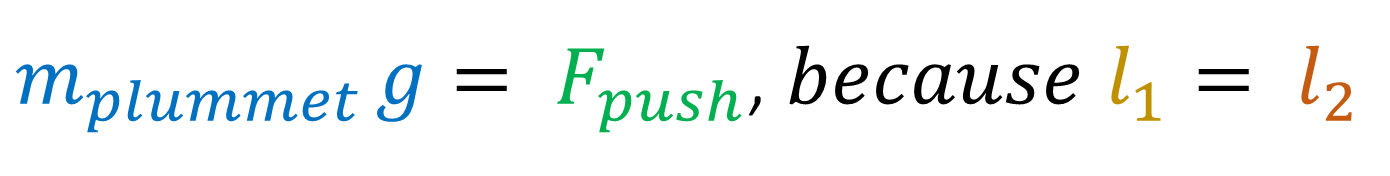 m_plummet g = F_push, because l_1 = l_2